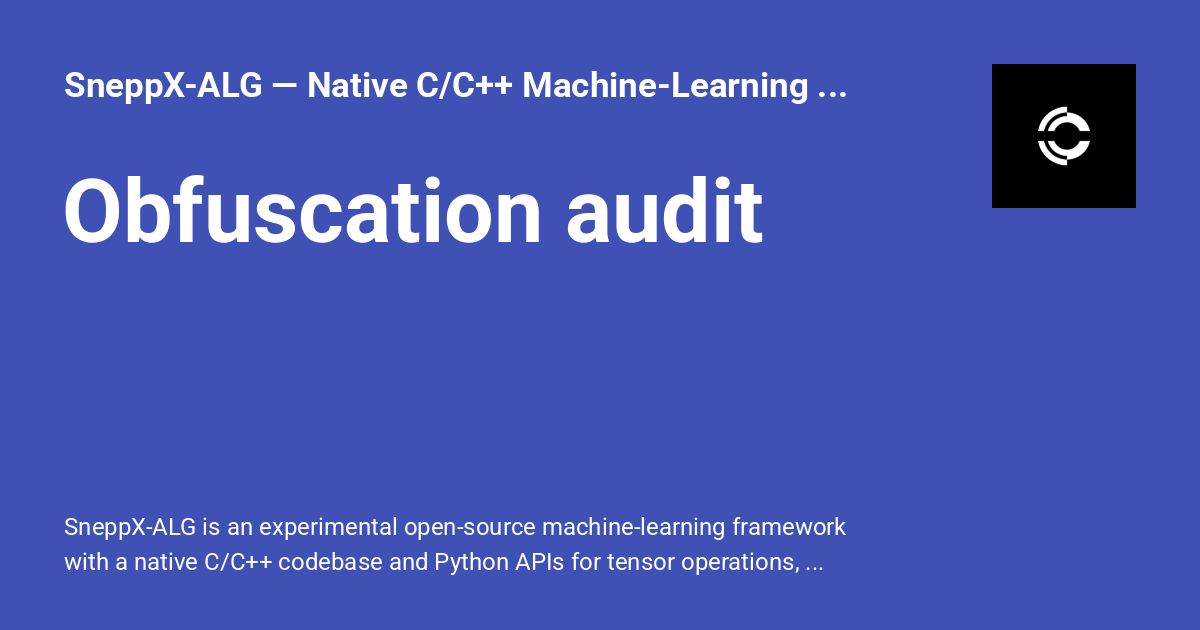 SneppX-ALG — Native C/C++ Machine-Learning ...
Obfuscation audit
SneppX-ALG is an experimental open-source machine-learning framework
with a native C/C++ codebase and Python APIs for tensor operations, ...